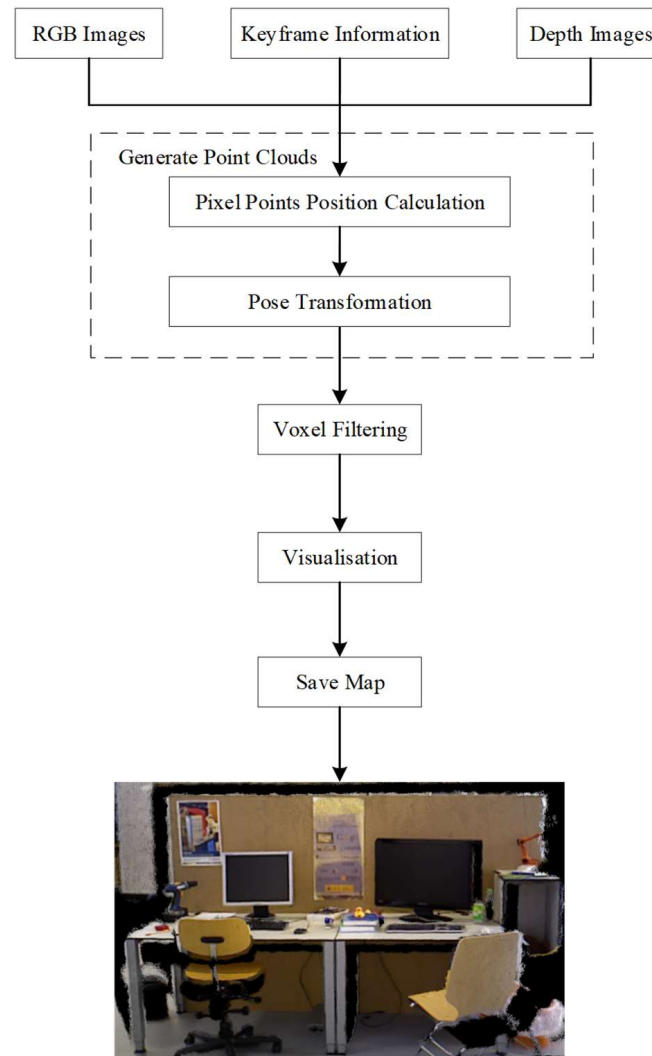 RGB Images
Keyframe Information
Depth Images
Generate Point Clouds
Pixel Points Position Calculation
Pose Transformation
Voxel Filtering
Visualisation
Save Map